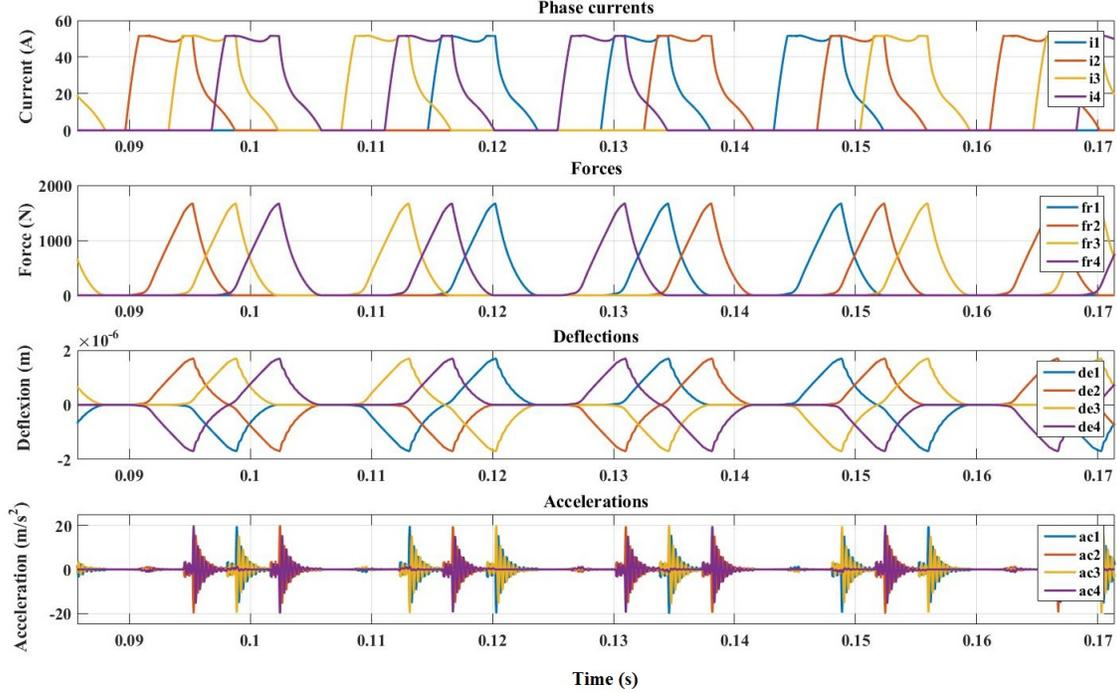 Phase currents
Current (A)
60
40
20
0
i1
i2
i3
i4
0.09 0.1 0.11 0.12 0.13 0.14 0.15 0.16 0.17
Forces
Force (N)
2000
1000
0
fr1
fr2
fr3
fr4
0.09 0.1 0.11 0.12 0.13 0.14 0.15 0.16 0.17
×10-6
Deflections
Deflexion (m)
2
0
-2
de1
de2
de3
de4
0.09 0.1 0.11 0.12 0.13 0.14 0.15 0.16 0.17
Accelerations
Acceleration (m/s2)
20
0
-20
ac1
ac2
ac3
ac4
0.09 0.1 0.11 0.12 0.13 0.14 0.15 0.16 0.17
Time (s)